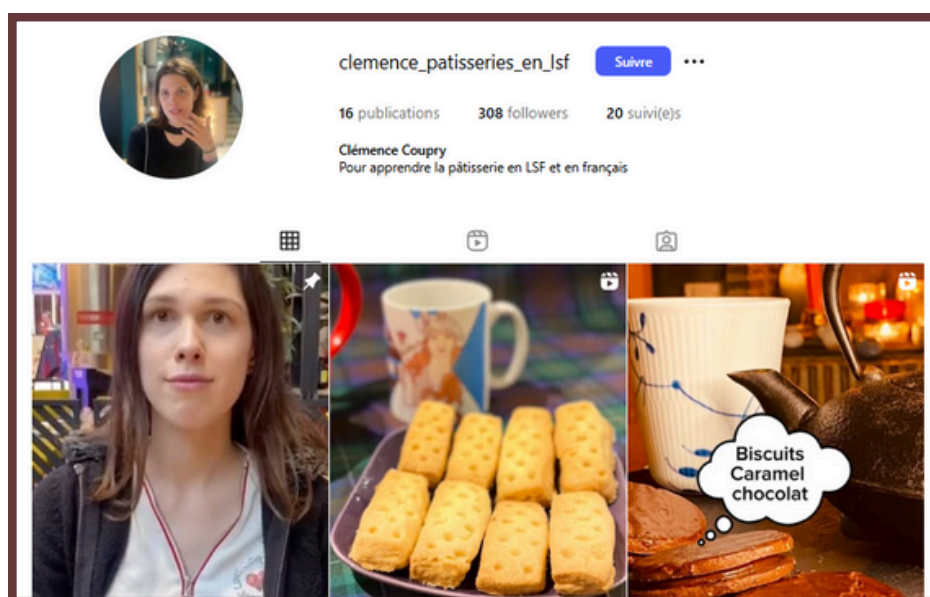 clemence_patisseries_en_lsf Suivre
16 publications 308 followers 20 suivi(e)s
Clémence Coupry
Pour apprendre la pâtisserie en LSF et en français
Biscuits
Caramel
chocolat